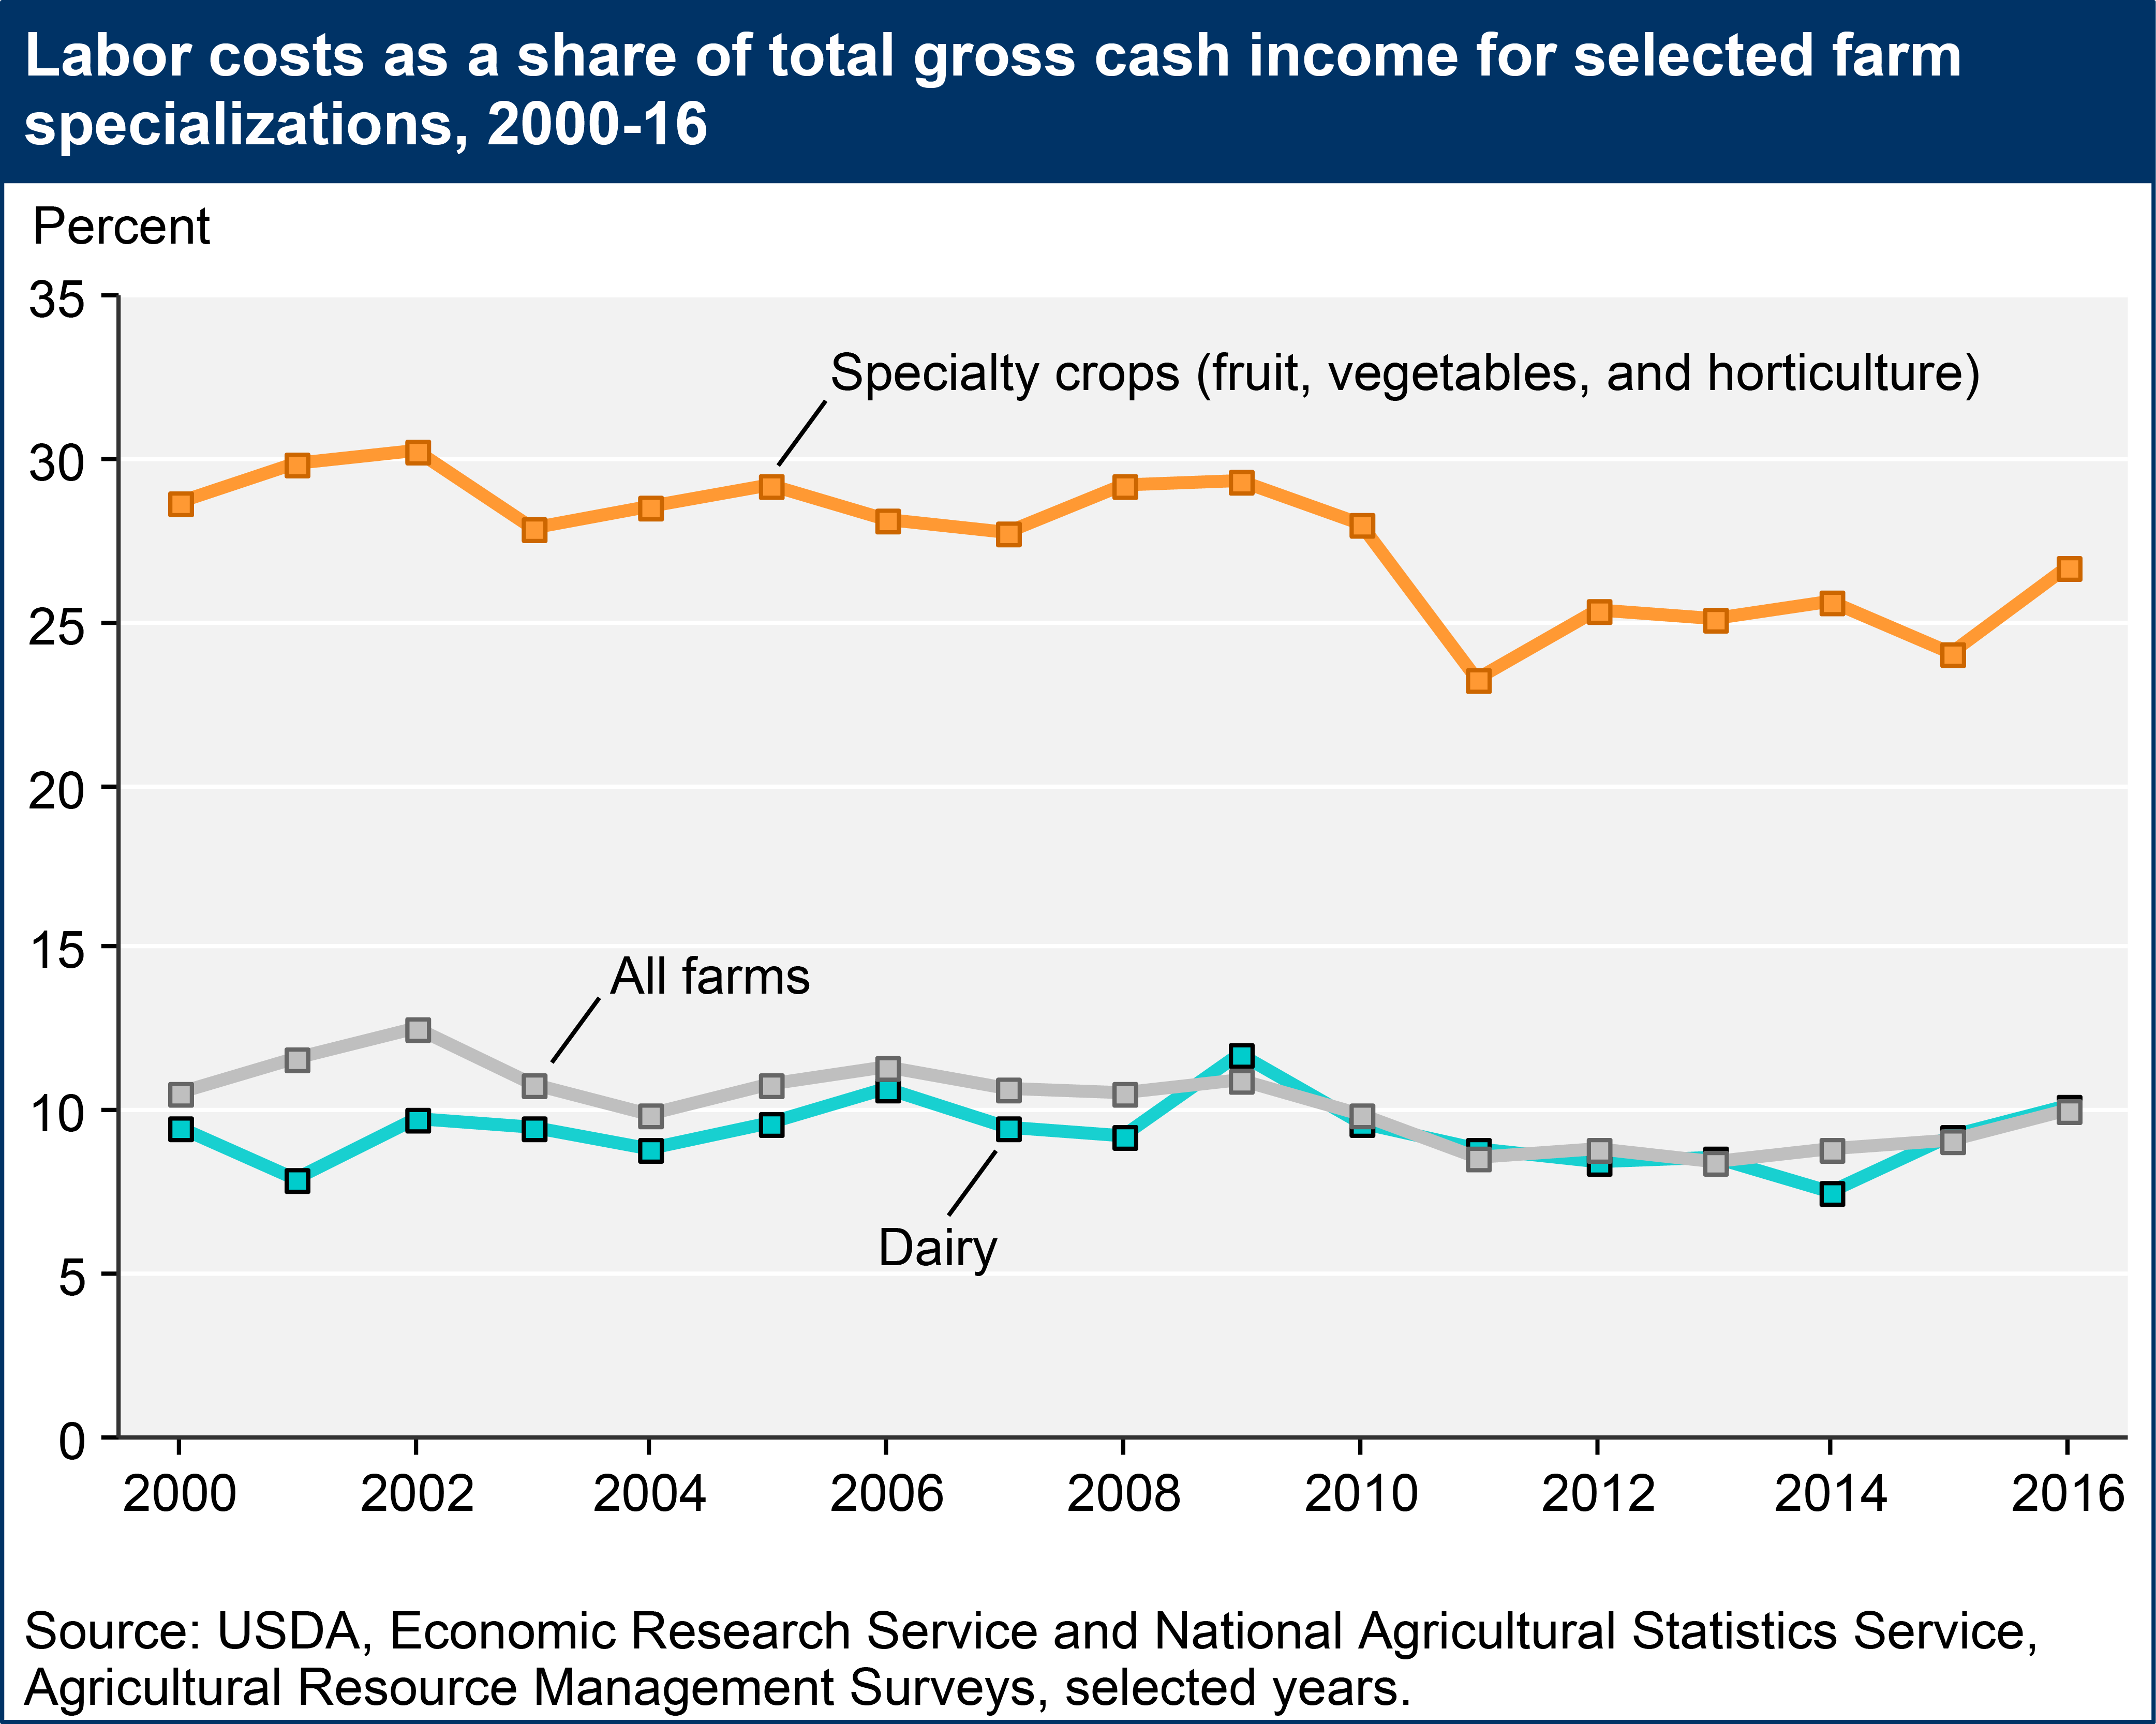 Labor costs as a share of total gross cash income for selected farm
specializations, 2000-16
Percent
35
Specialty crops (fruit, vegetables, and horticulture)
30
25
20
15
All farms
10
Dairy
5
0
2000 2002 2004 2006 2008 2010 2012 2014 2016
Source: USDA, Economic Research Service and National Agricultural Statistics Service,
Agricultural Resource Management Surveys, selected years.